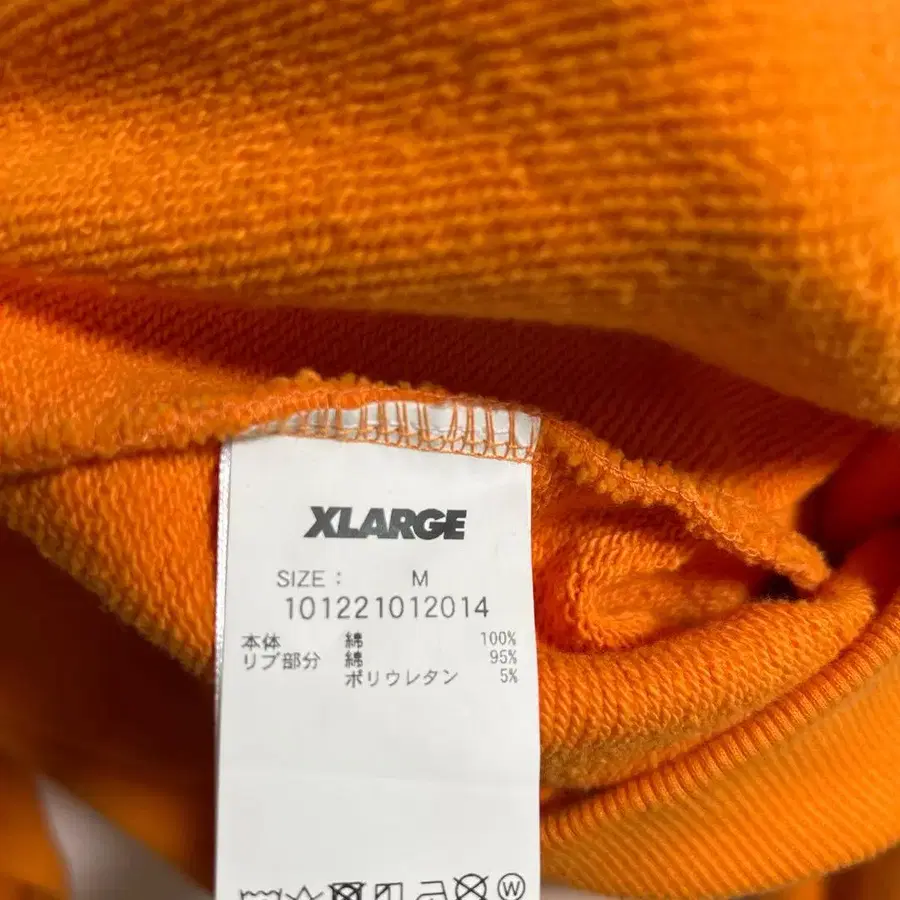 XLARGE
SIZE : M
101221012014
本体 綿 100%
リブ部分 綿 95%
ポリウレタン 5%
W